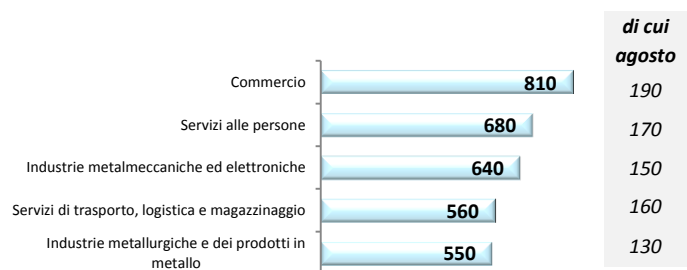 di cui
agosto
Commercio 810 190
Servizi alle persone 680 170
Industrie metalmeccaniche ed elettroniche 640 150
Servizi di trasporto, logistica e magazzinaggio 560 160
Industrie metallurgiche e dei prodotti in
metallo 550 130